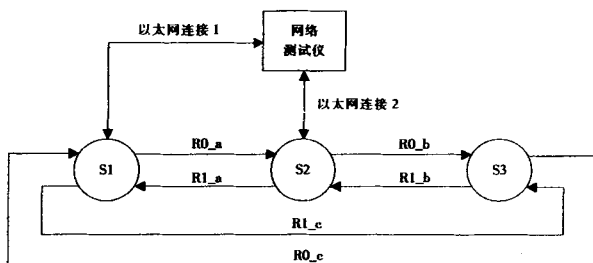 以太网连接 1
网络
测试仪
以太网连接 2
R0_a
R0_b
S1
S2
S3
R1_a
R1_b
R1_c
R0_c